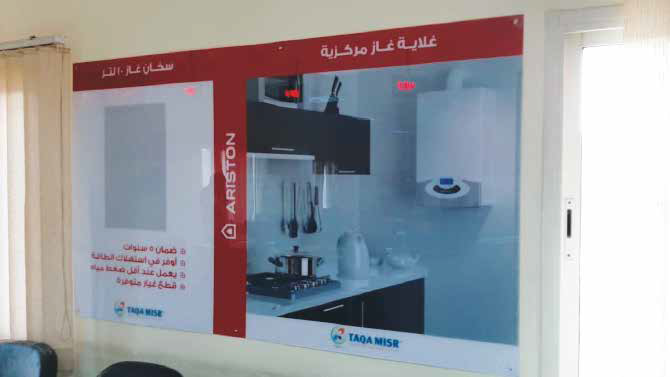 غلاية غاز مركزية
TAQA MISR
ARISTON
سخان غاز ١٠ لتر
ضمان ٥ سنوات
أوفر في استهلاك الطاقة
يعمل عند أقل ضغط مياه
قطع غيار متوفرة
TAQA MISR